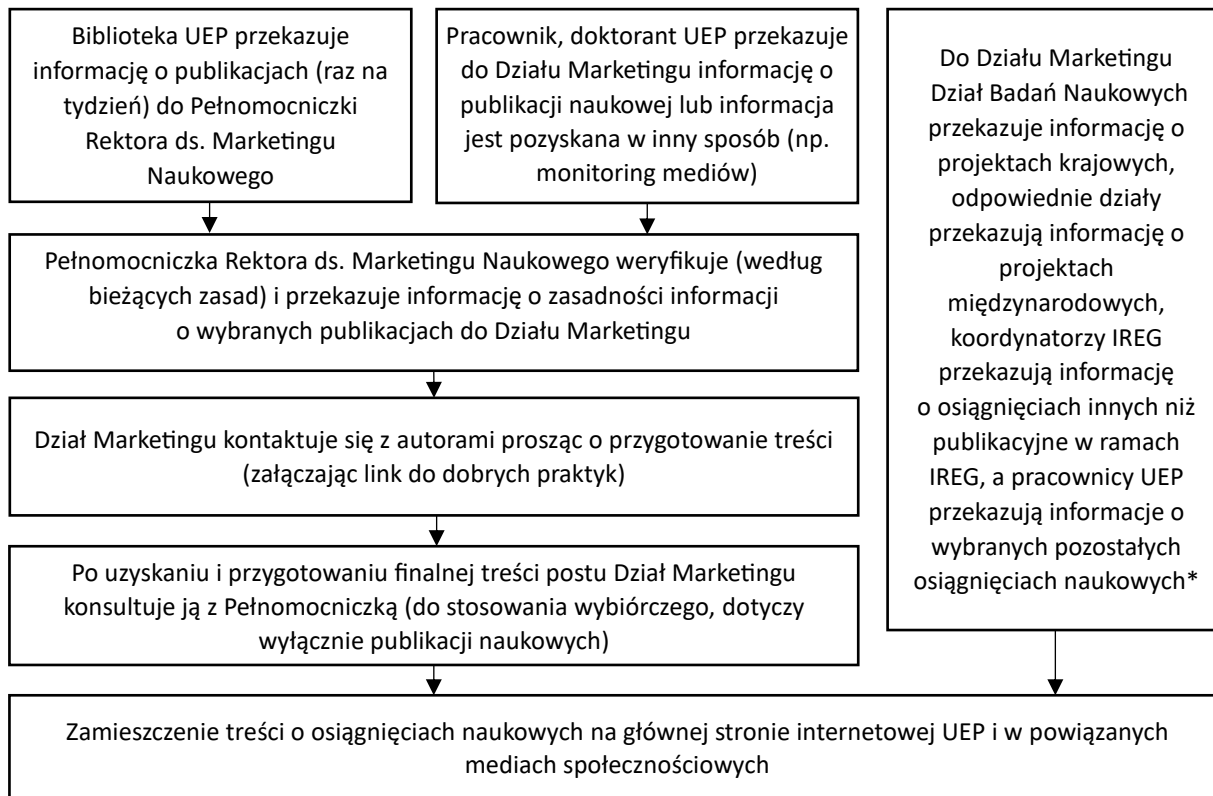 Biblioteka UEP przekazuje
informację o publikacjach (raz na
tydzień) do Pełnomocniczki
Rektora ds. Marketingu
Naukowego
Pracownik, doktorant UEP przekazuje
do Działu Marketingu informację o
publikacji naukowej lub informacja
jest pozyskana w inny sposób (np.
monitoring mediów)
Pełnomocniczka Rektora ds. Marketingu Naukowego weryfikuje (według
bieżących zasad) i przekazuje informację o zasadności informacji
o wybranych publikacjach do Działu Marketingu
Dział Marketingu kontaktuje się z autorami prosząc o przygotowanie treści
(załączając link do dobrych praktyk)
Po uzyskaniu i przygotowaniu finalnej treści postu Dział Marketingu
konsultuje ją z Pełnomocniczką (do stosowania wybiórczego, dotyczy
wyłącznie publikacji naukowych)
Do Działu Marketingu
Dział Badań Naukowych
przekazuje informację o
projektach krajowych,
odpowiednie działy
przekazują informację o
projektach
międzynarodowych,
koordynatorzy IREG
przekazują informację
o osiągnięciach innych niż
publikacyjne w ramach
IREG, a pracownicy UEP
przekazują informacje o
wybranych pozostałych
osiągnięciach naukowych*
Zamieszczenie treści o osiągnięciach naukowych na głównej stronie internetowej UEP i w powiązanych
mediach społecznościowych